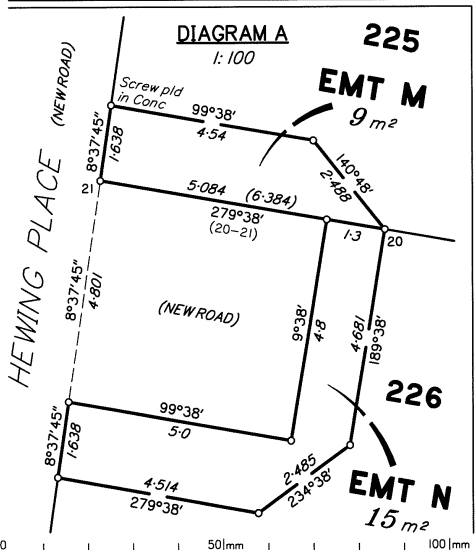 DIAGRAM A
1:100
225
EMT M
9 m²
HEWING PLACE (NEW ROAD)
Screw pld
in Conc
99°38'
4·54
8°37'45"
1·638
140°48'
2·488
21
5·084 (6·384)
279°38'
(20-21)
1·3
20
8°37'45"
4·801
(NEW ROAD)
9°38'
4·8
4·681
189°38'
226
99°38'
5·0
8°37'45"
1·638
4·514
279°38'
2·485
234°38'
EMT N
15 m²
0 50 mm 100 mm